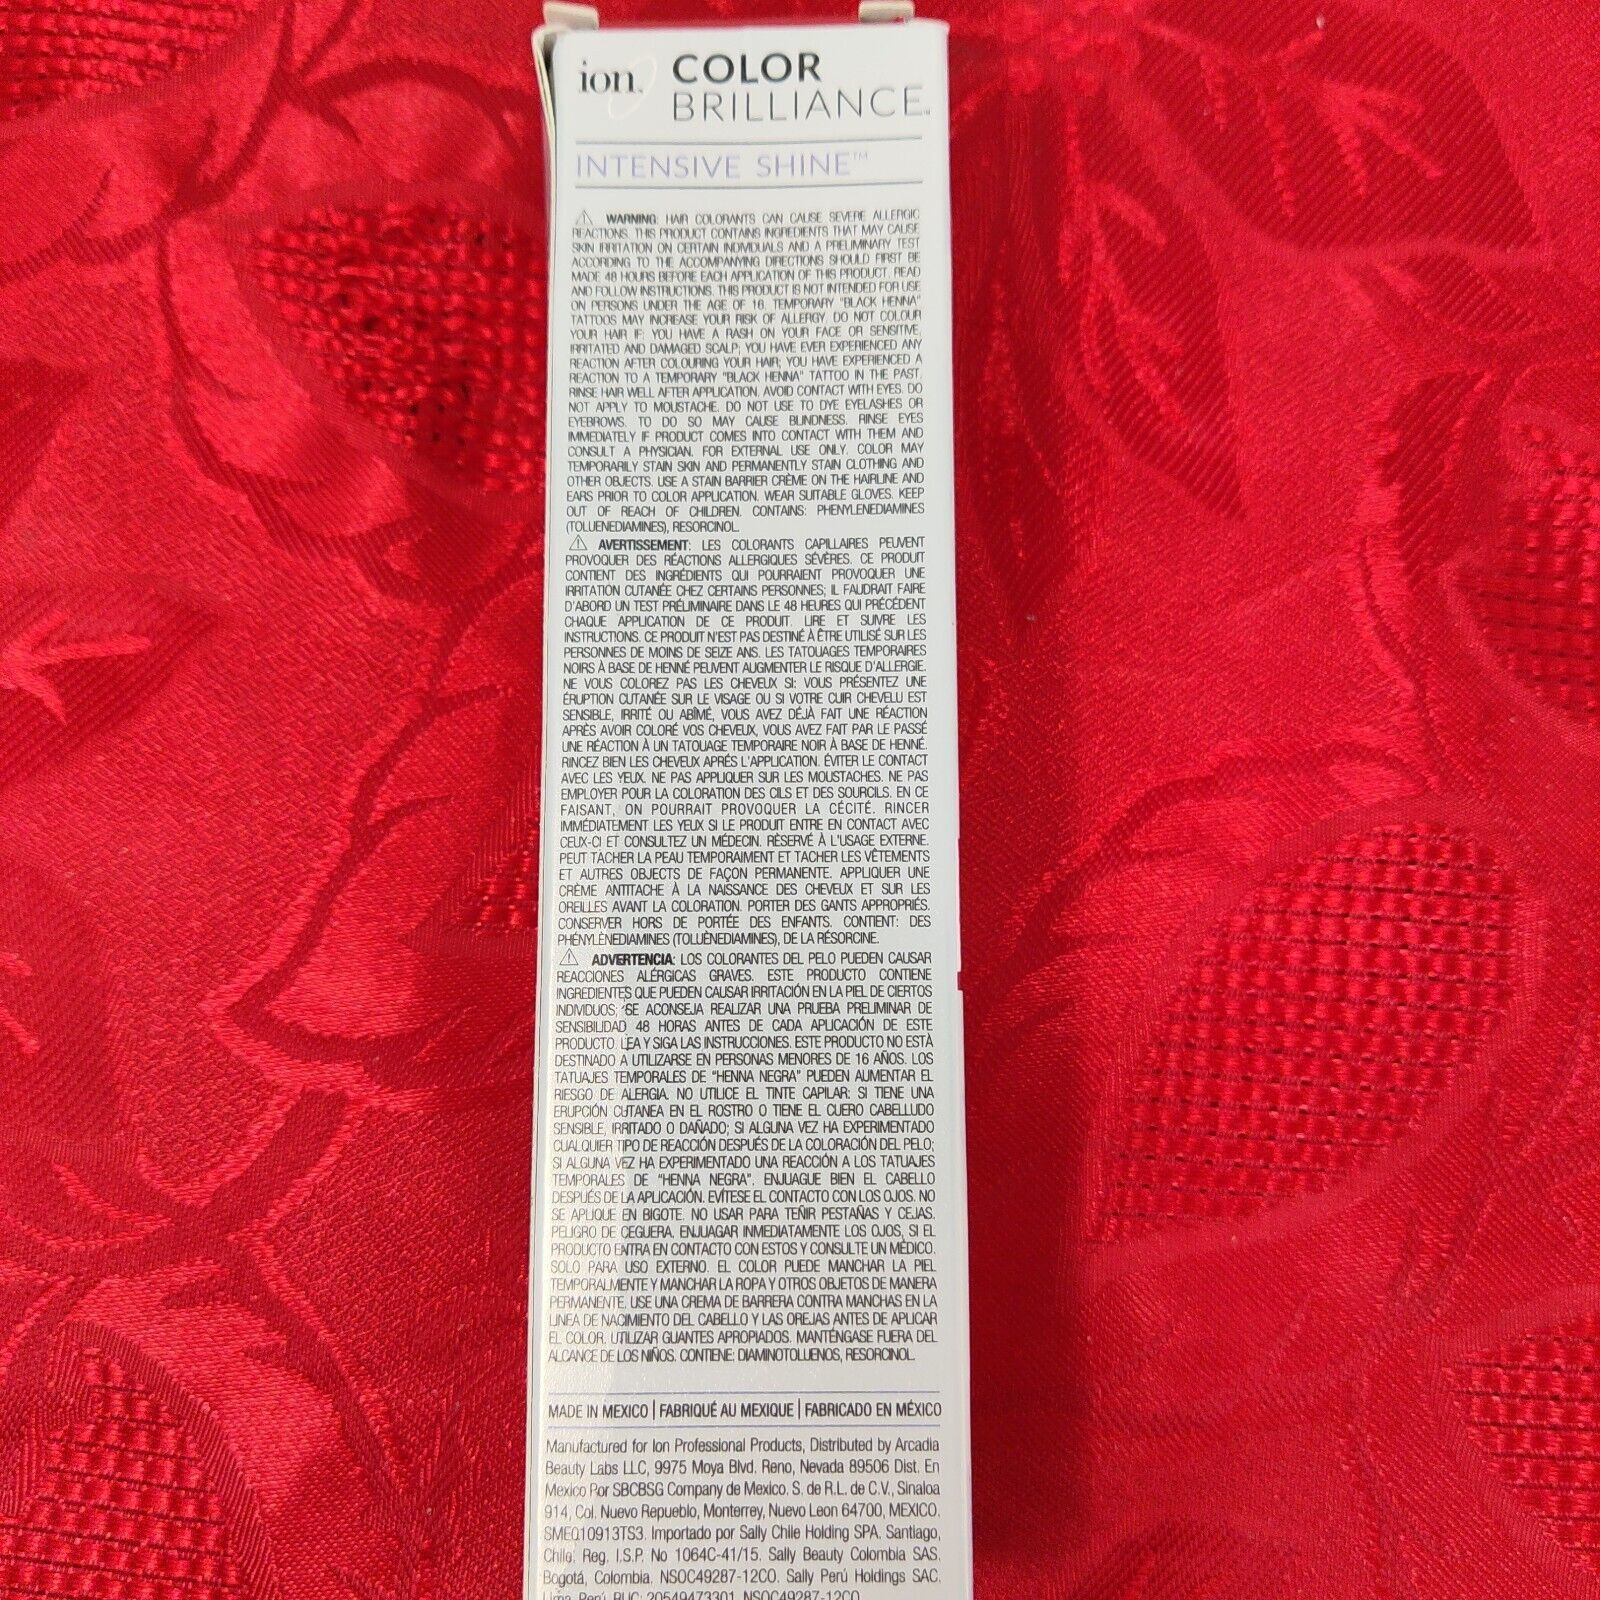 ion COLOR
BRILLIANCE™
INTENSIVE SHINE™
⚠ WARNING: HAIR COLORANTS CAN CAUSE SEVERE ALLERGIC
REACTIONS. THIS PRODUCT CONTAINS INGREDIENTS THAT MAY CAUSE
SKIN IRRITATION ON CERTAIN INDIVIDUALS AND A PRELIMINARY TEST
ACCORDING TO THE ACCOMPANYING DIRECTIONS SHOULD FIRST BE
MADE 48 HOURS BEFORE EACH APPLICATION OF THIS PRODUCT. READ
AND FOLLOW INSTRUCTIONS. THIS PRODUCT IS NOT INTENDED FOR USE
ON PERSONS UNDER THE AGE OF 16. TEMPORARY "BLACK HENNA"
TATTOOS MAY INCREASE YOUR RISK OF ALLERGY. DO NOT COLOUR
YOUR HAIR IF: YOU HAVE A RASH ON YOUR FACE OR SENSITIVE,
IRRITATED AND DAMAGED SCALP; YOU HAVE EVER EXPERIENCED ANY
REACTION AFTER COLOURING YOUR HAIR; YOU HAVE EXPERIENCED A
REACTION TO A TEMPORARY "BLACK HENNA" TATTOO IN THE PAST.
RINSE HAIR WELL AFTER APPLICATION. AVOID CONTACT WITH EYES. DO
NOT APPLY TO MOUSTACHE. DO NOT USE TO DYE EYELASHES OR
EYEBROWS. TO DO SO MAY CAUSE BLINDNESS. RINSE EYES
IMMEDIATELY IF PRODUCT COMES INTO CONTACT WITH THEM AND
CONSULT A PHYSICIAN. FOR EXTERNAL USE ONLY. COLOR MAY
TEMPORARILY STAIN SKIN AND PERMANENTLY STAIN CLOTHING AND
OTHER OBJECTS. USE A STAIN BARRIER CRÈME ON THE HAIRLINE AND
EARS PRIOR TO COLOR APPLICATION. WEAR SUITABLE GLOVES. KEEP
OUT OF REACH OF CHILDREN. CONTAINS: PHENYLENEDIAMINES
(TOLUENEDIAMINES), RESORCINOL.
⚠ AVERTISSEMENT: LES COLORANTS CAPILLAIRES PEUVENT
PROVOQUER DES RÉACTIONS ALLERGIQUES SÉVÈRES. CE PRODUIT
CONTIENT DES INGRÉDIENTS QUI POURRAIENT PROVOQUER UNE
IRRITATION CUTANÉE CHEZ CERTAINS PERSONNES; IL FAUDRAIT FAIRE
D'ABORD UN TEST PRÉLIMINAIRE DANS LE 48 HEURES QUI PRÉCÉDENT
CHAQUE APPLICATION DE CE PRODUIT. LIRE ET SUIVRE LES
INSTRUCTIONS. CE PRODUIT N'EST PAS DESTINÉ À ÊTRE UTILISÉ SUR LES
PERSONNES DE MOINS DE SEIZE ANS. LES TATOUAGES TEMPORAIRES
NOIRS À BASE DE HENNÉ PEUVENT AUGMENTER LE RISQUE D'ALLERGIE.
NE VOUS COLOREZ PAS LES CHEVEUX SI: VOUS PRÉSENTEZ UNE
ÉRUPTION CUTANÉE SUR LE VISAGE OU SI VOTRE CUIR CHEVELU EST
SENSIBLE, IRRITÉ OU ABÎMÉ, VOUS AVEZ DÉJÀ FAIT UNE RÉACTION
APRÈS AVOIR COLORÉ VOS CHEVEUX, VOUS AVEZ FAIT PAR LE PASSÉ
UNE RÉACTION À UN TATOUAGE TEMPORAIRE NOIR À BASE DE HENNÉ.
RINCEZ BIEN LES CHEVEUX APRÉS L'APPLICATION. ÉVITER LE CONTACT
AVEC LES YEUX. NE PAS APPLIQUER SUR LES MOUSTACHES. NE PAS
EMPLOYER POUR LA COLORATION DES CILS ET DES SOURCILS. EN CE
FAISANT, ON POURRAIT PROVOQUER LA CÉCITÉ. RINCER
IMMÉDIATEMENT LES YEUX SI LE PRODUIT ENTRE EN CONTACT AVEC
CEUX-CI ET CONSULTEZ UN MÉDECIN. RÈSERVÉ À L'USAGE EXTERNE.
PEUT TACHER LA PEAU TEMPORAIMENT ET TACHER LES VÊTEMENTS
ET AUTRES OBJECTS DE FAÇON PERMANENTE. APPLIQUER UNE
CRÈME ANTITACHE À LA NAISSANCE DES CHEVEUX ET SUR LES
OREILLES AVANT LA COLORATION. PORTER DES GANTS APPROPRIÉS.
CONSERVER HORS DE PORTÉE DES ENFANTS. CONTIENT: DES
PHÉNYLÈNEDIAMINES (TOLUÈNEDIAMINES), DE LA RÉSORCINE.
⚠ ADVERTENCIA: LOS COLORANTES DEL PELO PUEDEN CAUSAR
REACCIONES ALÉRGICAS GRAVES. ESTE PRODUCTO CONTIENE
INGREDIENTES QUE PUEDEN CAUSAR IRRITACIÓN EN LA PIEL DE CIERTOS
INDIVIDUOS; SE ACONSEJA REALIZAR UNA PRUEBA PRELIMINAR DE
SENSIBILIDAD 48 HORAS ANTES DE CADA APLICACIÓN DE ESTE
PRODUCTO. LEA Y SIGA LAS INSTRUCCIONES. ESTE PRODUCTO NO ESTÀ
DESTINADO A UTILIZARSE EN PERSONAS MENORES DE 16 AÑOS. LOS
TATUAJES TEMPORALES DE "HENNA NEGRA" PUEDEN AUMENTAR EL
RIESGO DE ALERGIA. NO UTILICE EL TINTE CAPILAR: SI TIENE UNA
ERUPCIÓN CUTANEA EN EL ROSTRO O TIENE EL CUERO CABELLUDO
SENSIBLE, IRRITADO O DAÑADO; SI ALGUNA VEZ HA EXPERIMENTADO
CUALQUIER TIPO DE REACCIÓN DESPUÉS DE LA COLORACIÓN DEL PELO;
SI ALGUNA VEZ HA EXPERIMENTADO UNA REACCIÓN A LOS TATUAJES
TEMPORALES DE "HENNA NEGRA". ENJUAGUE BIEN EL CABELLO
DESPUÉS DE LA APLICACIÓN. EVÍTESE EL CONTACTO CON LOS OJOS. NO
SE APLIQUE EN BIGOTE. NO USAR PARA TEÑIR PESTAÑAS Y CEJAS.
PELIGRO DE CEGUERA. ENJUAGAR INMEDIATAMENTE LOS OJOS, SI EL
PRODUCTO ENTRA EN CONTACTO CON ESTOS Y CONSULTE UN MÉDICO.
SOLO PARA USO EXTERNO. EL COLOR PUEDE MANCHAR LA PIEL
TEMPORALMENTE Y MANCHAR LA ROPA Y OTROS OBJETOS DE MANERA
PERMANENTE. USE UNA CREMA DE BARRERA CONTRA MANCHAS EN LA
LINEA DE NACIMIENTO DEL CABELLO Y LAS OREJAS ANTES DE APLICAR
EL COLOR. UTILIZAR GUANTES APROPIADOS. MANTÉNGASE FUERA DEL
ALCANCE DE LOS NIÑOS. CONTIENE: DIAMINOTOLUENOS, RESORCINOL.
MADE IN MEXICO | FABRIQUÉ AU MEXIQUE | FABRICADO EN MÉXICO
Manufactured for Ion Professional Products, Distributed by Arcadia
Beauty Labs LLC, 9975 Moya Blvd. Reno, Nevada 89506 Dist. En
Mexico Por SBCBSG Company de Mexico. S. de R.L. de C.V., Sinaloa
914, Col. Nuevo Repueblo, Monterrey, Nuevo Leon 64700, MEXICO.
SME010913TS3. Importado por Sally Chile Holding SPA. Santiago,
Chile. Reg. I.S.P. No 1064C-41/15. Sally Beauty Colombia SAS.
Bogotá, Colombia. NSOC49287-12CO. Sally Perú Holdings SAC.
Lima Perú. RUC: 20549473301. NSOC49287-12CO